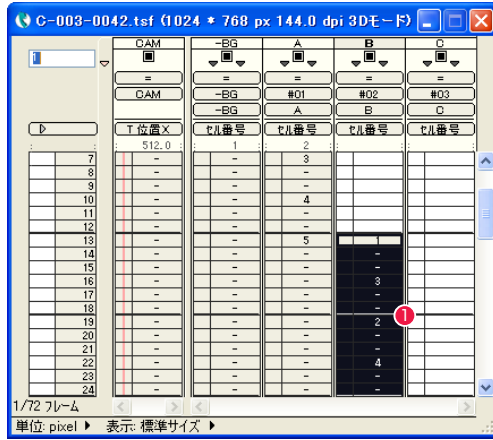 C-003-0042.tsf (1024 * 768 px 144.0 dpi 3Dモード)
CAM -BG A B C
1
= = = = =
CAM -BG #01 #02 #03
-BG A B C
T 位置X セル番号 セル番号 セル番号 セル番号
: 512.0 : 1 : 2 : : :
7 - - 3
8 - - -
9 - - -
10 - - 4
11 - - -
12 - - -
13 - - 5 1
14 - - - -
15 - - - -
16 - - - 3
17 - - - -
18 - - - -
19 - - - 2
1
20 - - - -
21 - - - -
22 - - - 4
23 - - - -
24 - - - -
1/72 フレーム
単位: pixel 表示: 標準サイズ